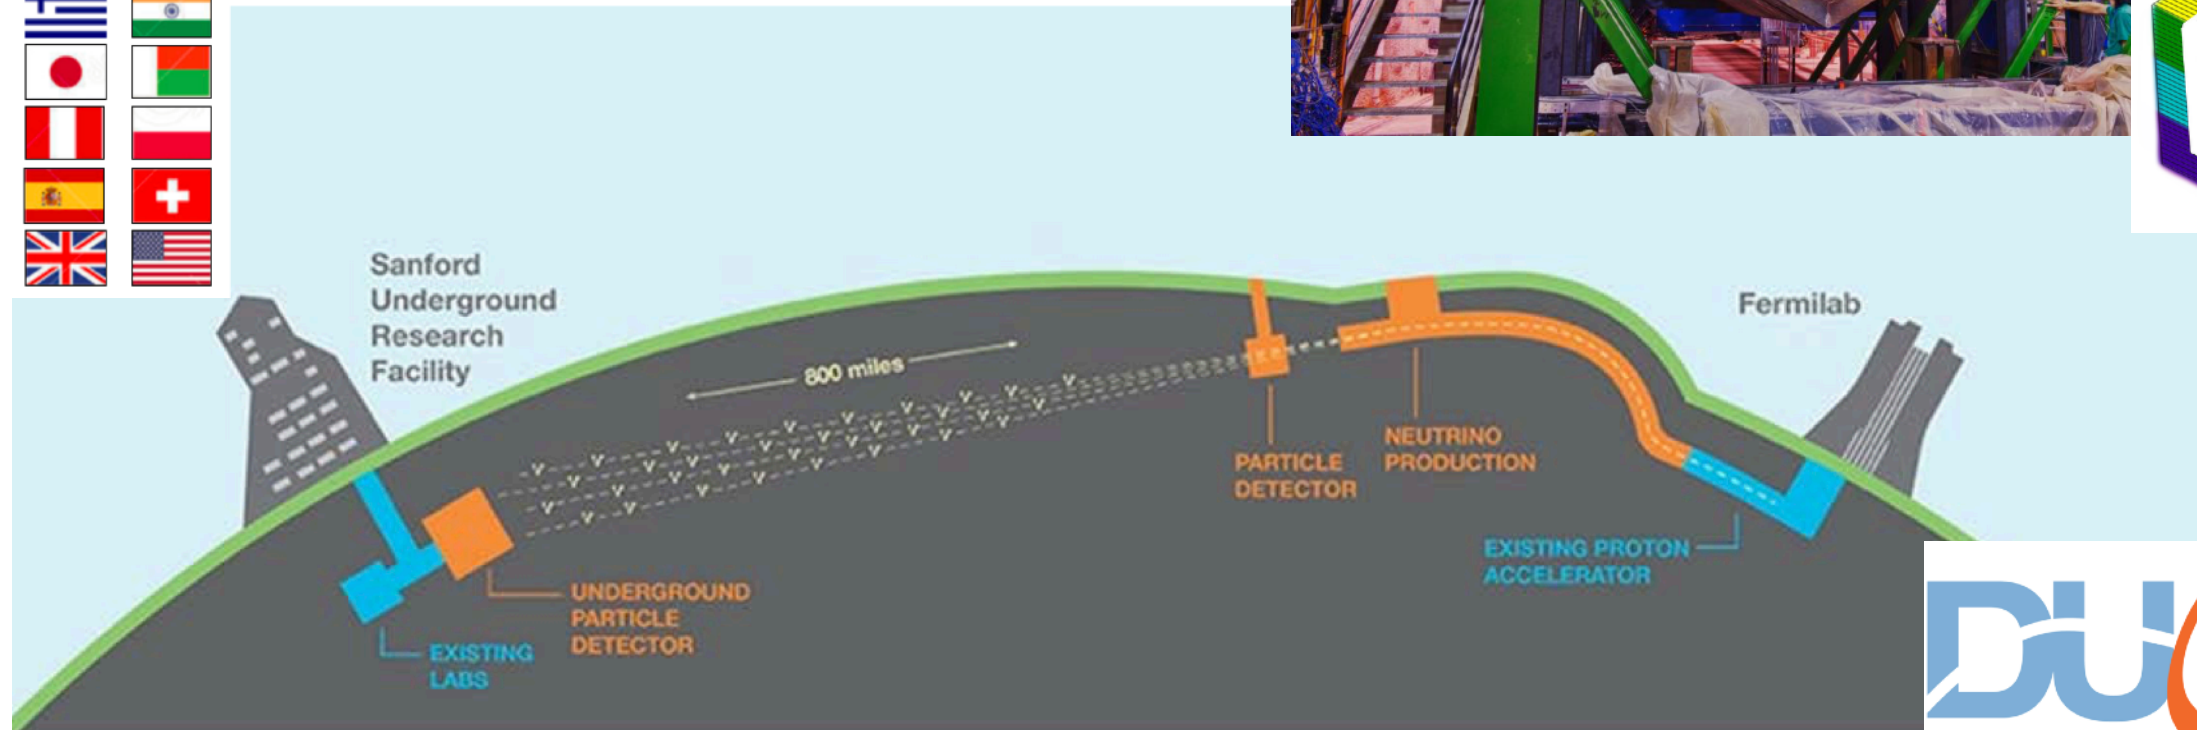 Sanford
Underground
Research
Facility
Fermilab
800 miles
PARTICLE
DETECTOR
NEUTRINO
PRODUCTION
EXISTING PROTON
ACCELERATOR
UNDERGROUND
PARTICLE
DETECTOR
EXISTING
LABS
DU